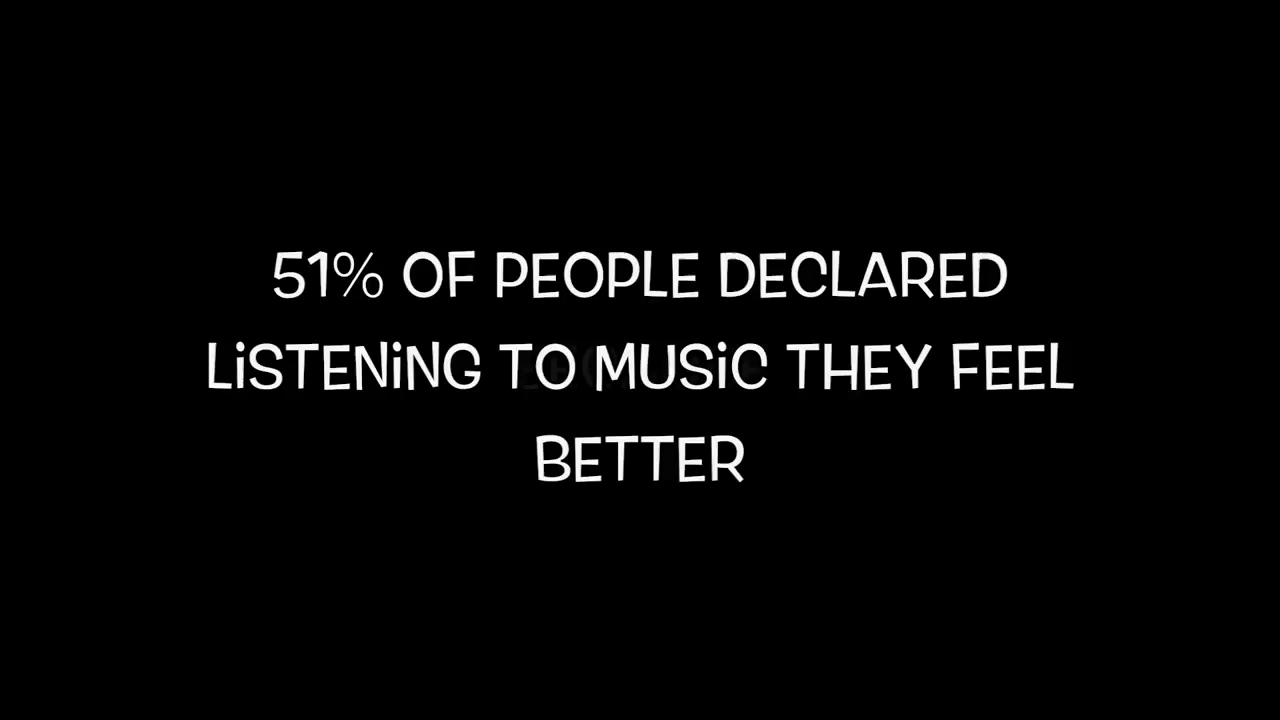 51% OF PEOPLE DECLARED
LiSTENiNG TO MUSiC THEY FEEL
BETTER